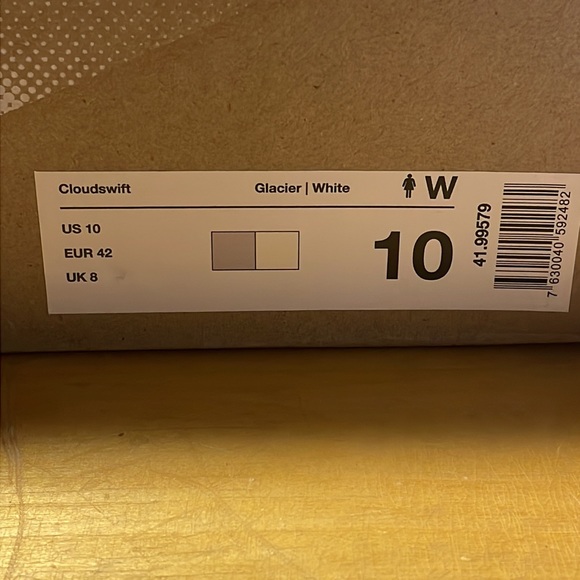 Cloudswift Glacier | White W
US 10
EUR 42
UK 8
10
41.99579
7 630040 592482